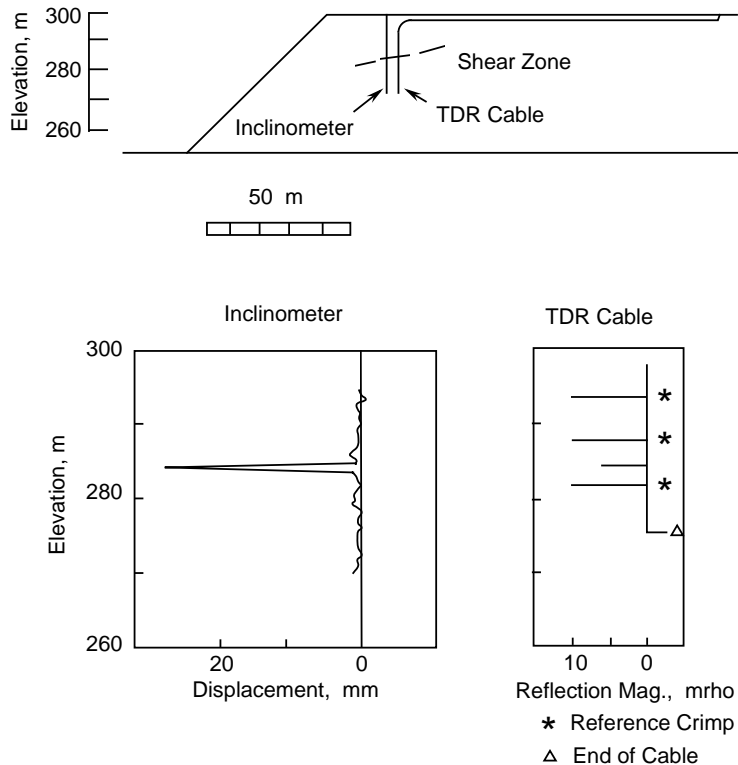 300
280
260
Elevation, m
Shear Zone
Inclinometer
TDR Cable
50 m
Inclinometer
TDR Cable
300
280
260
Elevation, m
20
0
Displacement, mm
*
*
*
10
0
Reflection Mag., mrho
* Reference Crimp
△ End of Cable